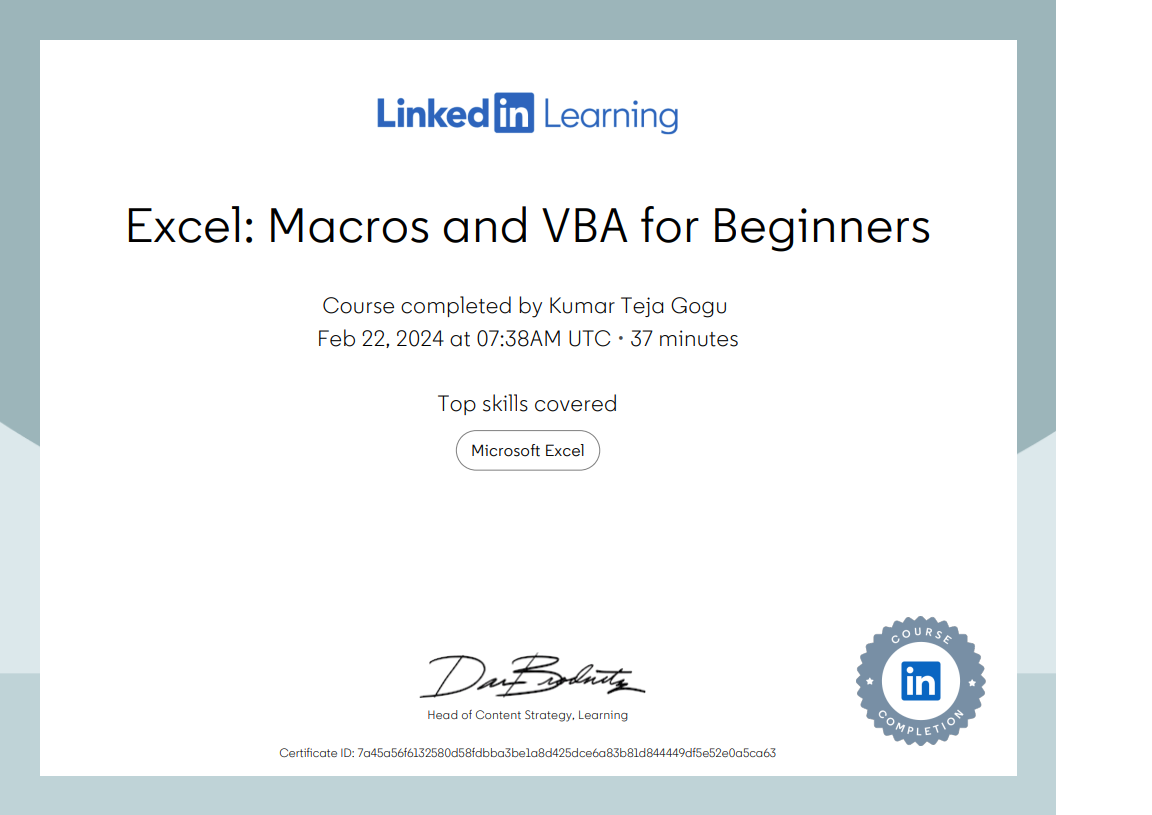 Linked in Learning
Excel: Macros and VBA for Beginners
Course completed by Kumar Teja Gogu
Feb 22, 2024 at 07:38AM UTC • 37 minutes
Top skills covered
Microsoft Excel
Dan Brodnitz
Head of Content Strategy, Learning
COURSE
in
COMPLETION
Certificate ID: 7a45a56f6132580d58fdbba3be1a8d425dce6a83b81d844449df5e52e0a5ca63